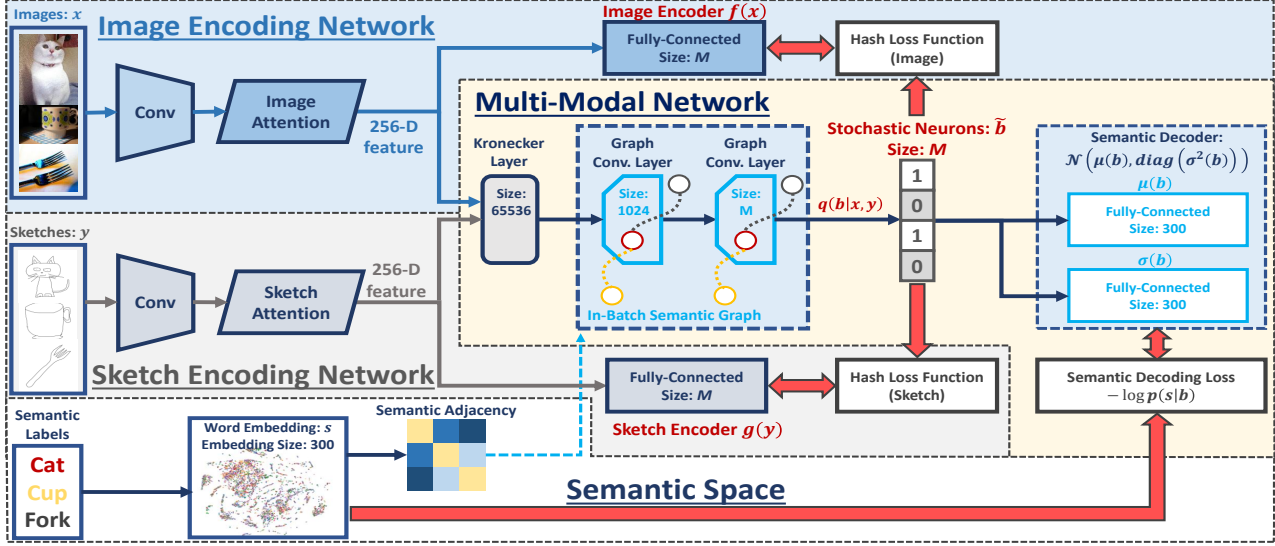 Images: x
Image Encoding Network
Conv
Image
Attention
256-D
feature
Image Encoder f(x)
Fully-Connected
Size: M
Hash Loss Function
(Image)
Multi-Modal Network
Kronecker
Layer
Size:
65536
Graph
Conv. Layer
Size:
1024
Graph
Conv. Layer
Size:
M
In-Batch Semantic Graph
q(b|x, y)
Stochastic Neurons: b̃
Size: M
1
0
1
0
Semantic Decoder:
𝒩(μ(b), diag(σ²(b)))
μ(b)
Fully-Connected
Size: 300
σ(b)
Fully-Connected
Size: 300
Sketches: y
Conv
Sketch
Attention
256-D
feature
Sketch Encoding Network
Fully-Connected
Size: M
Sketch Encoder g(y)
Hash Loss Function
(Sketch)
Semantic Decoding Loss
− log p(s|b)
Semantic
Labels
Cat
Cup
Fork
Word Embedding: s
Embedding Size: 300
Semantic Adjacency
Semantic Space